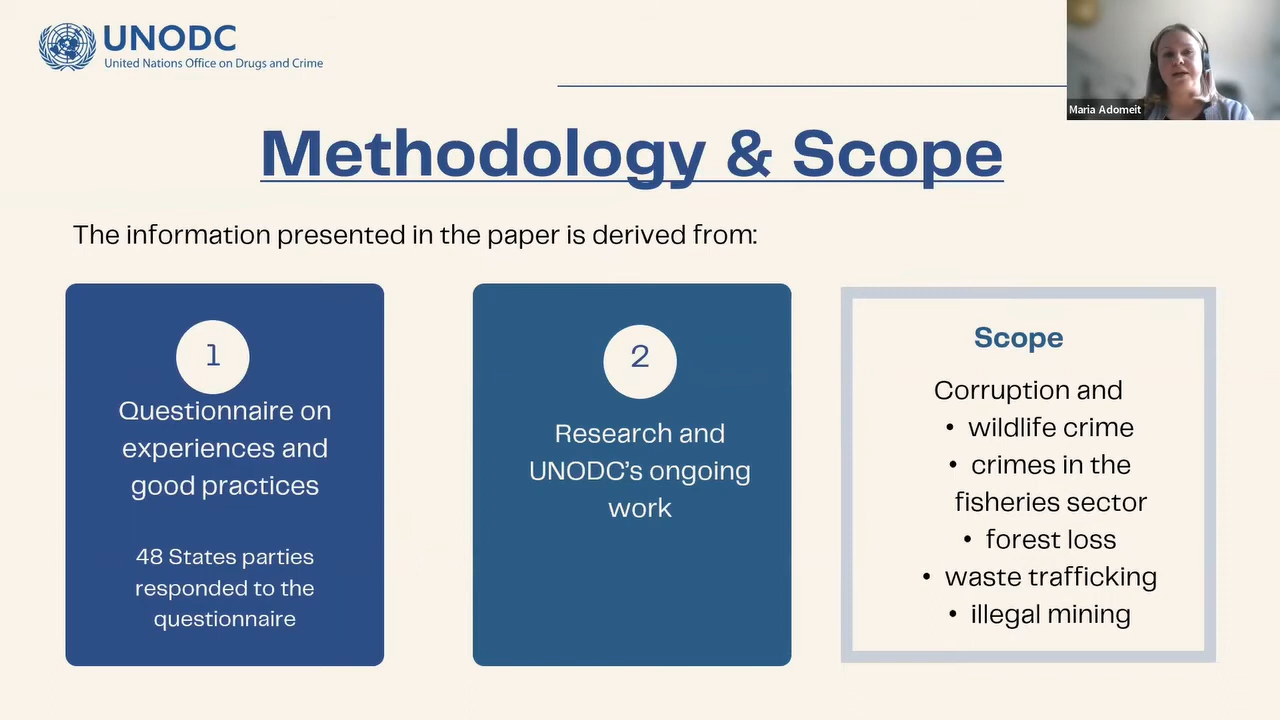 UNODC
United Nations Office on Drugs and Crime
Maria Adomeit
Methodology & Scope
The information presented in the paper is derived from:
1
Questionnaire on
experiences and
good practices
48 States parties
responded to the
questionnaire
2
Research and
UNODC’s ongoing
work
Scope
Corruption and
• wildlife crime
• crimes in the
fisheries sector
• forest loss
• waste trafficking
• illegal mining